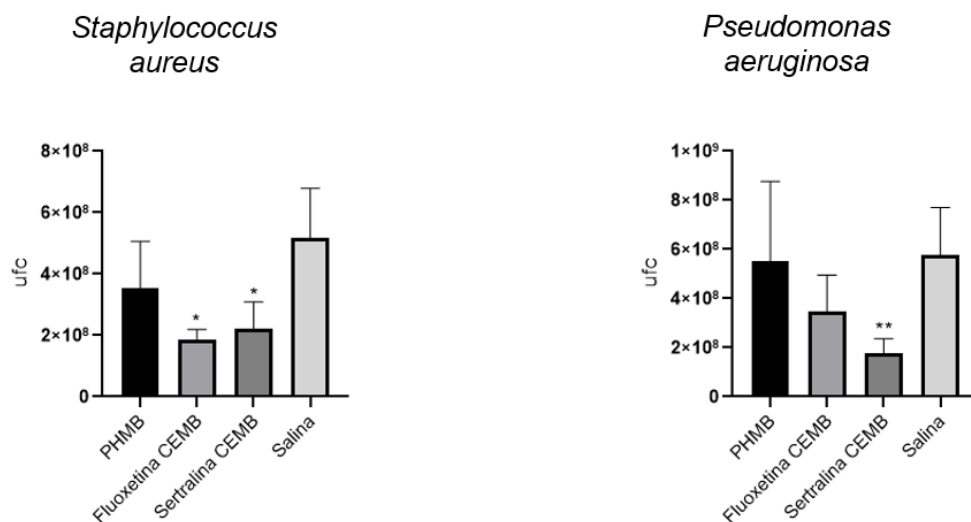 Staphylococcus
aureus
8×10⁸
6×10⁸
4×10⁸
2×10⁸
0
ufc
*
*
PHMB
Fluoxetina CEMB
Sertralina CEMB
Salina
Pseudomonas
aeruginosa
1×10⁹
8×10⁸
6×10⁸
4×10⁸
2×10⁸
0
ufc
**
PHMB
Fluoxetina CEMB
Sertralina CEMB
Salina